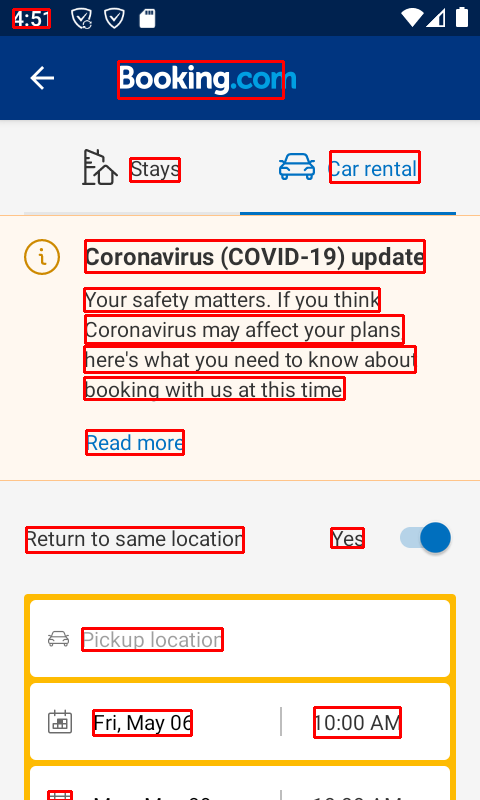 4:51
Booking.com
Stays
Car rental
Coronavirus (COVID-19) update
Your safety matters. If you think
Coronavirus may affect your plans
here's what you need to know about
booking with us at this time
Read more
Return to same location
Yes
Pickup location
Fri, May 06
10:00 AM